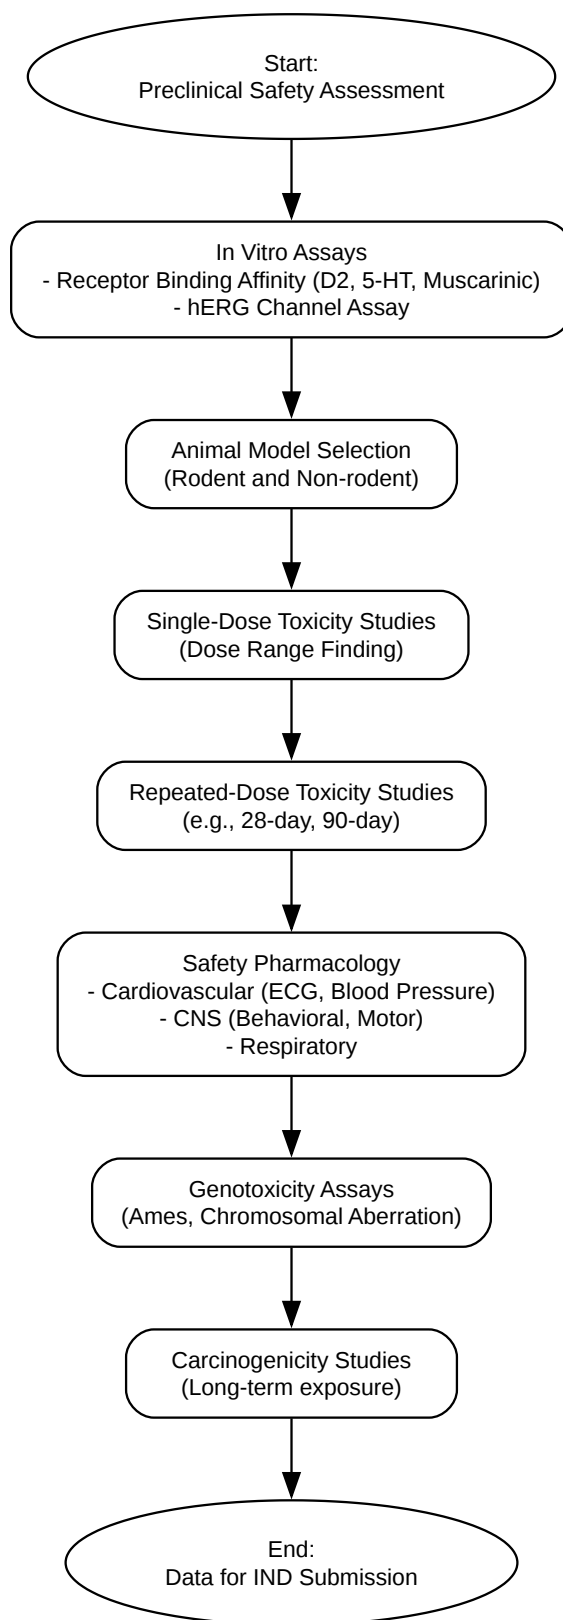 Start:
Preclinical Safety Assessment
In Vitro Assays
- Receptor Binding Affinity (D2, 5-HT, Muscarinic)
- hERG Channel Assay
Animal Model Selection
(Rodent and Non-rodent)
Single-Dose Toxicity Studies
(Dose Range Finding)
Repeated-Dose Toxicity Studies
(e.g., 28-day, 90-day)
Safety Pharmacology
- Cardiovascular (ECG, Blood Pressure)
- CNS (Behavioral, Motor)
- Respiratory
Genotoxicity Assays
(Ames, Chromosomal Aberration)
Carcinogenicity Studies
(Long-term exposure)
End:
Data for IND Submission